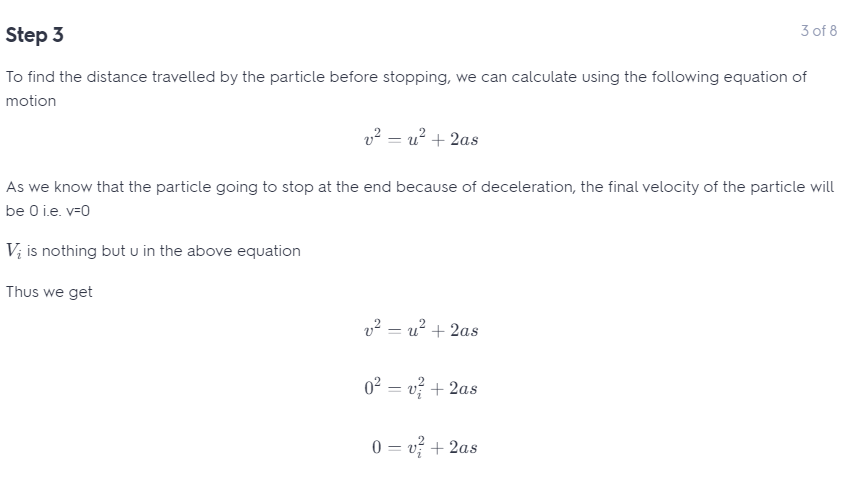 Step 3
3 of 8
To find the distance travelled by the particle before stopping, we can calculate using the following equation of
motion
v² = u² + 2as
As we know that the particle going to stop at the end because of deceleration, the final velocity of the particle will
be 0 i.e. v=0
Vᵢ is nothing but u in the above equation
Thus we get
v² = u² + 2as
0² = vᵢ² + 2as
0 = vᵢ² + 2as